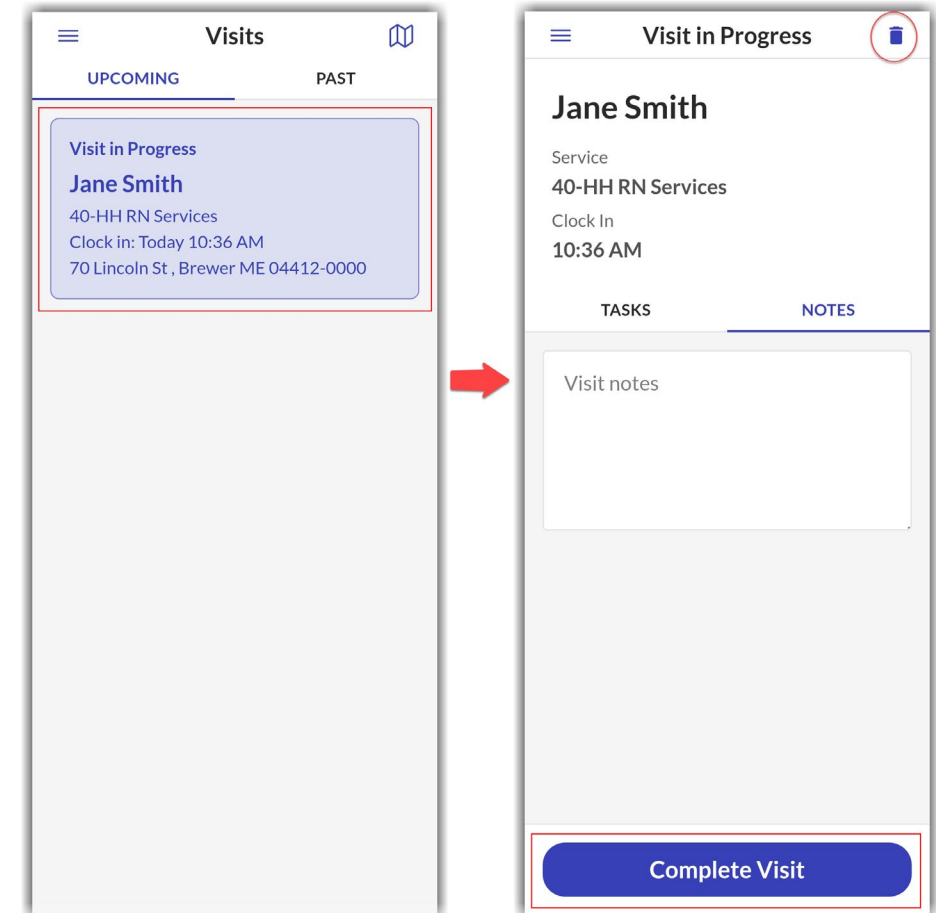 Visits
UPCOMING
PAST
Visit in Progress
Jane Smith
40-HH RN Services
Clock in: Today 10:36 AM
70 Lincoln St , Brewer ME 04412-0000
Visit in Progress
Jane Smith
Service
40-HH RN Services
Clock In
10:36 AM
TASKS
NOTES
Visit notes
Complete Visit